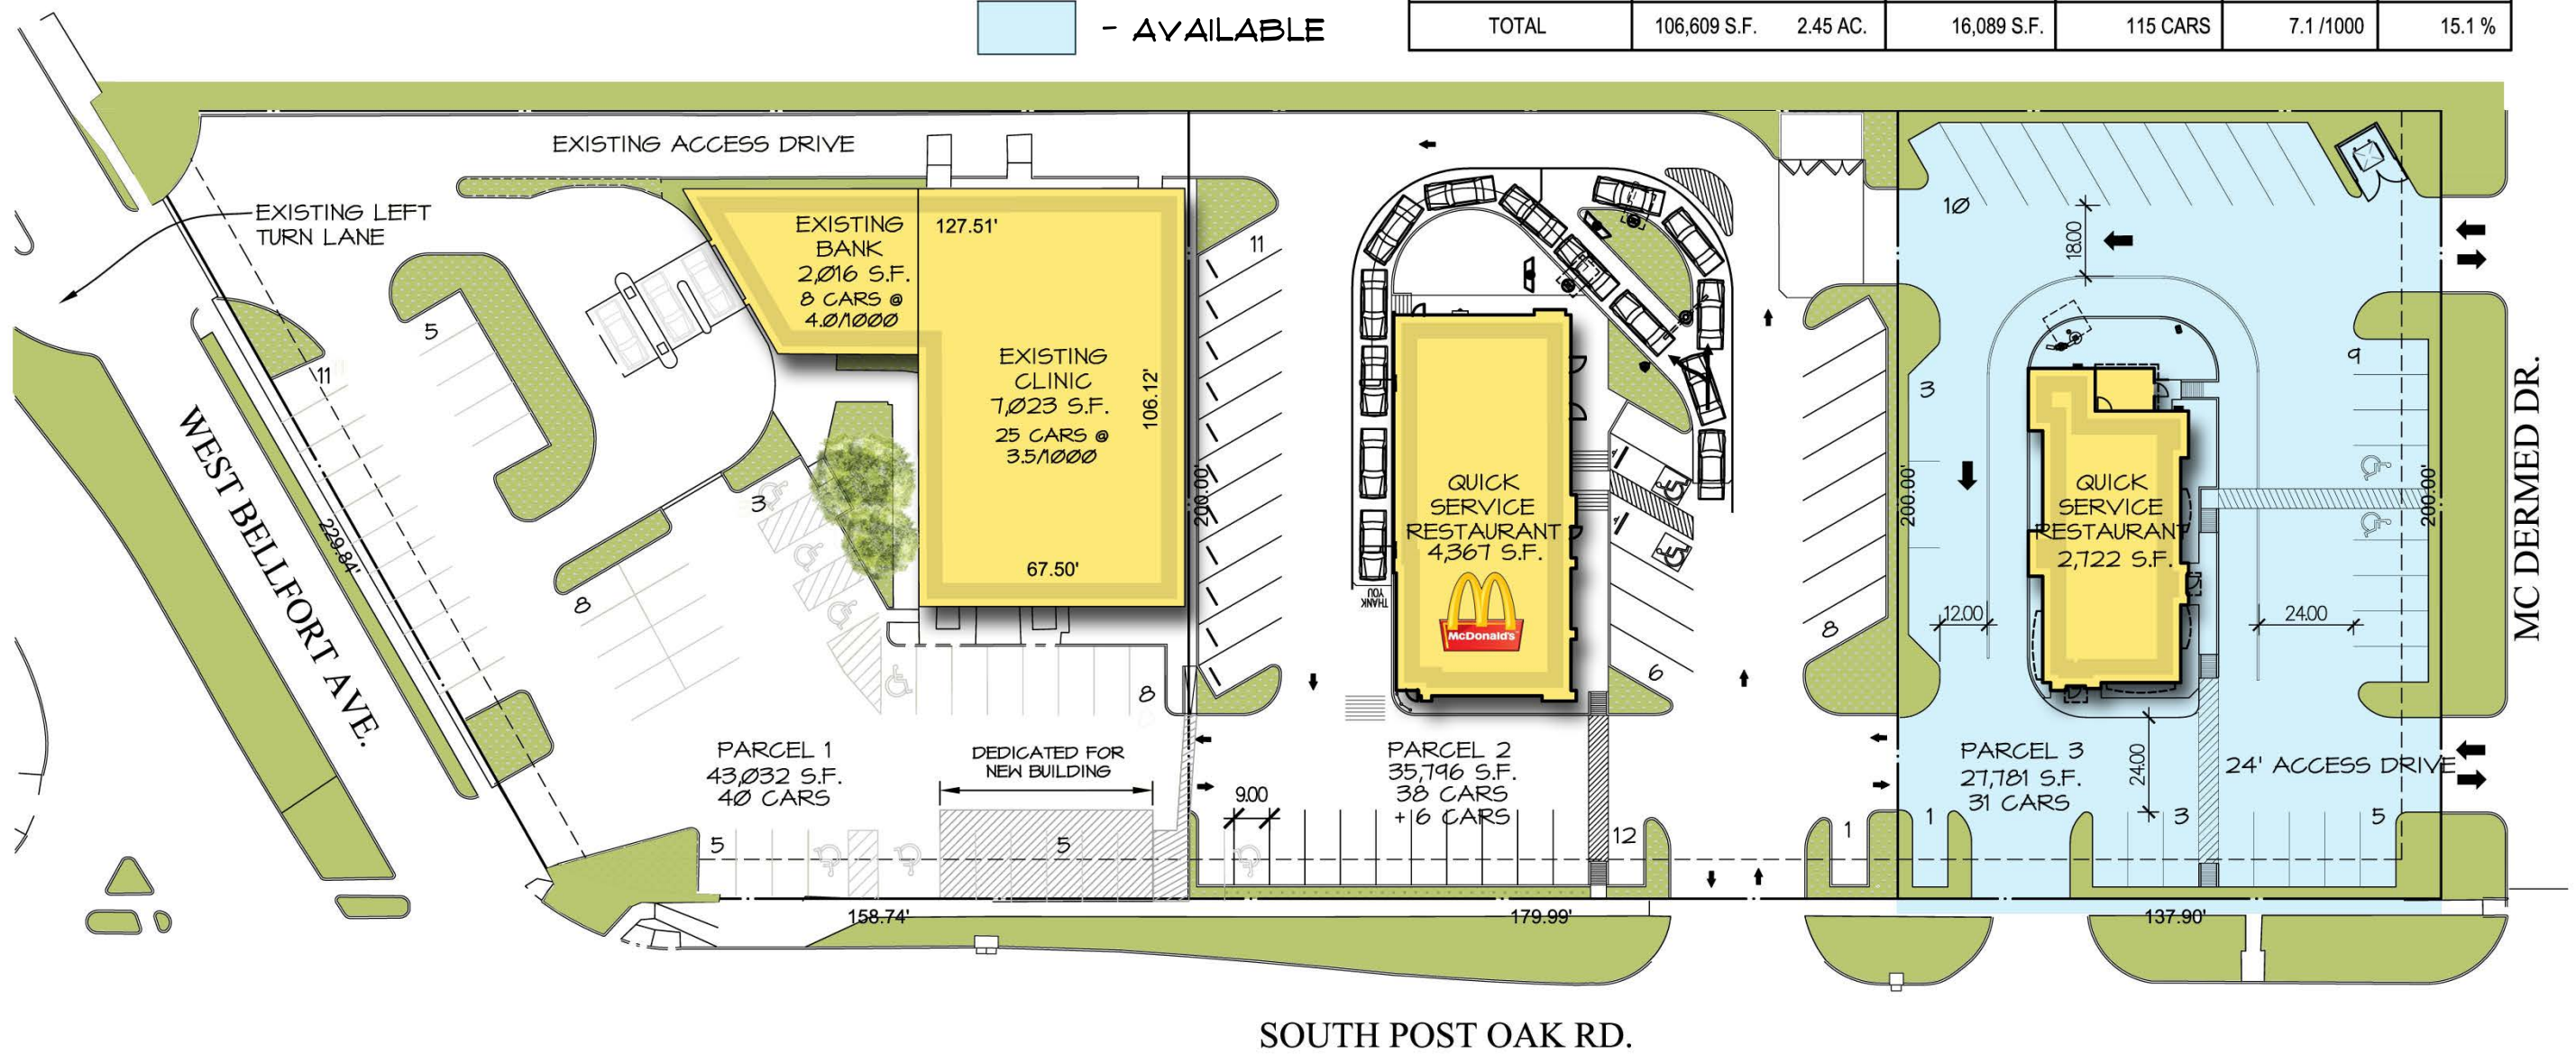 - AVAILABLE
TOTAL 106,609 S.F. 2.45 AC. 16,089 S.F. 115 CARS 7.1 /1000 15.1 %
EXISTING ACCESS DRIVE
EXISTING LEFT
TURN LANE
EXISTING
BANK
2,016 S.F.
8 CARS @
4.0/1000
127.51'
EXISTING
CLINIC
7,023 S.F.
25 CARS @
3.5/1000
106.12'
67.50'
5
11
3
8
8
WEST BELLFORT AVE.
229.84'
PARCEL 1
43,032 S.F.
40 CARS
DEDICATED FOR
NEW BUILDING
5
5
158.74'
11
200.00'
THANK
YOU
QUICK
SERVICE
RESTAURANT
4,367 S.F.
McDonald's
6
8
PARCEL 2
35,796 S.F.
38 CARS
+ 6 CARS
9.00
12
1
179.99'
10
18.00
3
9
200.00'
QUICK
SERVICE
RESTAURANT
2,722 S.F.
200.00'
12.00
24.00
PARCEL 3
27,781 S.F.
31 CARS
24.00
24' ACCESS DRIVE
1
3
5
137.90'
MC DERMED DR.
SOUTH POST OAK RD.